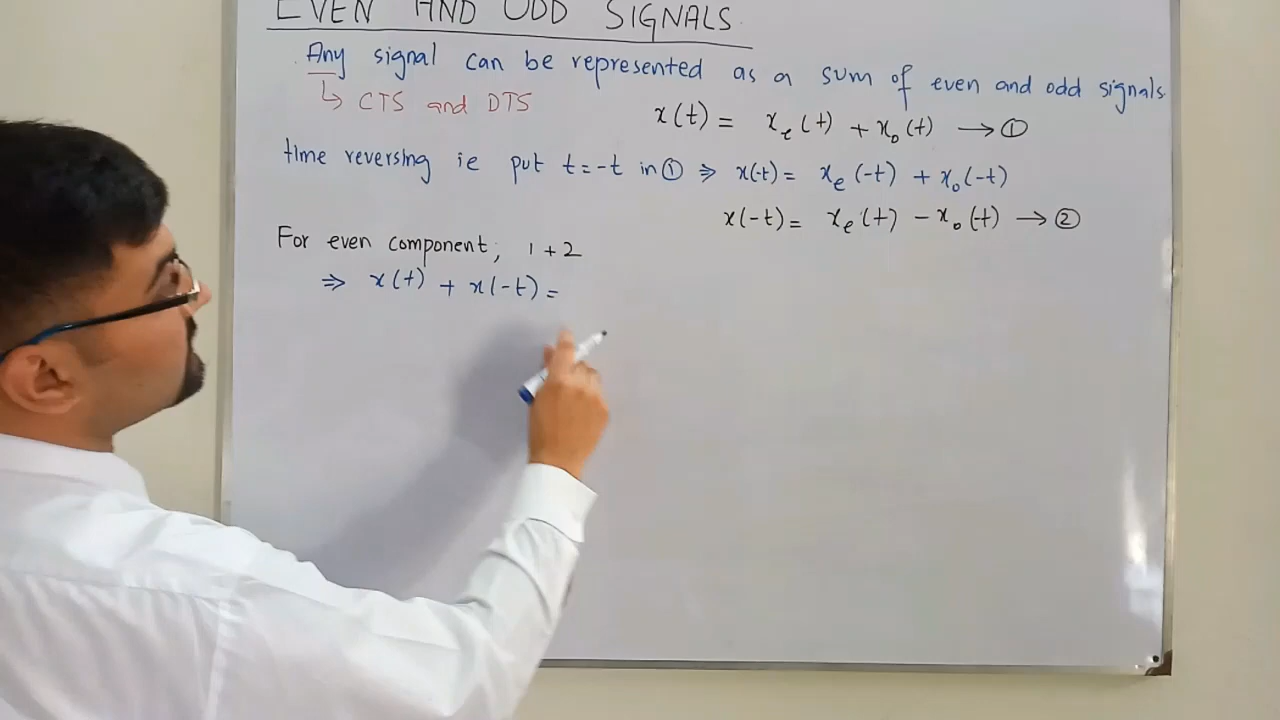 EVEN AND ODD SIGNALS
Any signal can be represented as a sum of even and odd signals
↳ CTS and DTS
x(t) = xₑ(t) + xₒ(t) → ①
time reversing ie put t = -t in ① ⇒ x(-t) = xₑ(-t) + xₒ(-t)
x(-t) = xₑ(t) - xₒ(t) → ②
For even component, 1 + 2
⇒ x(t) + x(-t) =